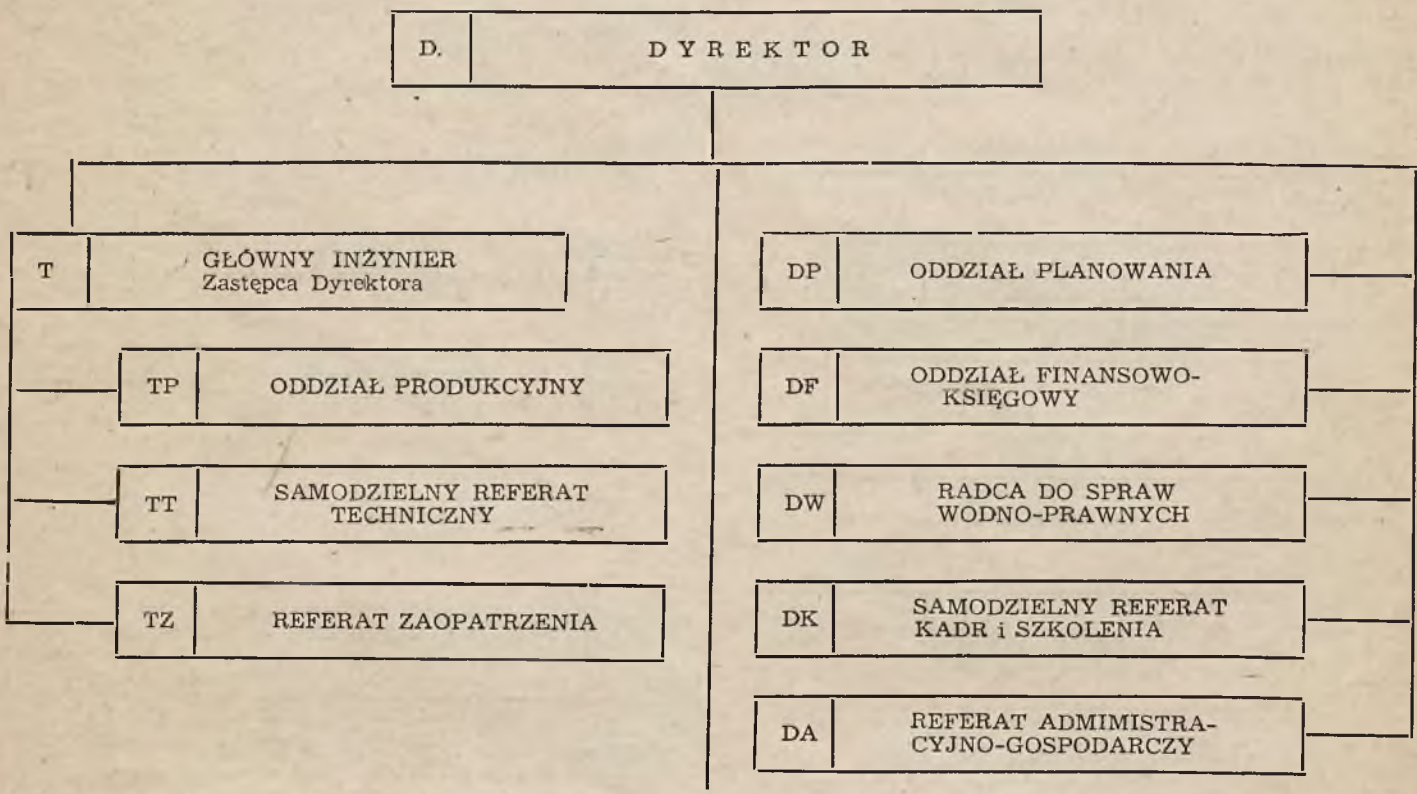 D. D Y R E K T O R
T GŁÓWNY INŻYNIER
Zastępca Dyrektora
TP ODDZIAŁ PRODUKCYJNY
TT SAMODZIELNY REFERAT
TECHNICZNY
TZ REFERAT ZAOPATRZENIA
DP ODDZIAŁ PLANOWANIA
DF ODDZIAŁ FINANSOWO-
KSIĘGOWY
DW RADCA DO SPRAW
WODNO-PRAWNYCH
DK SAMODZIELNY REFERAT
KADR i SZKOLENIA
DA REFERAT ADMIMISTRA-
CYJNO-GOSPODARCZY